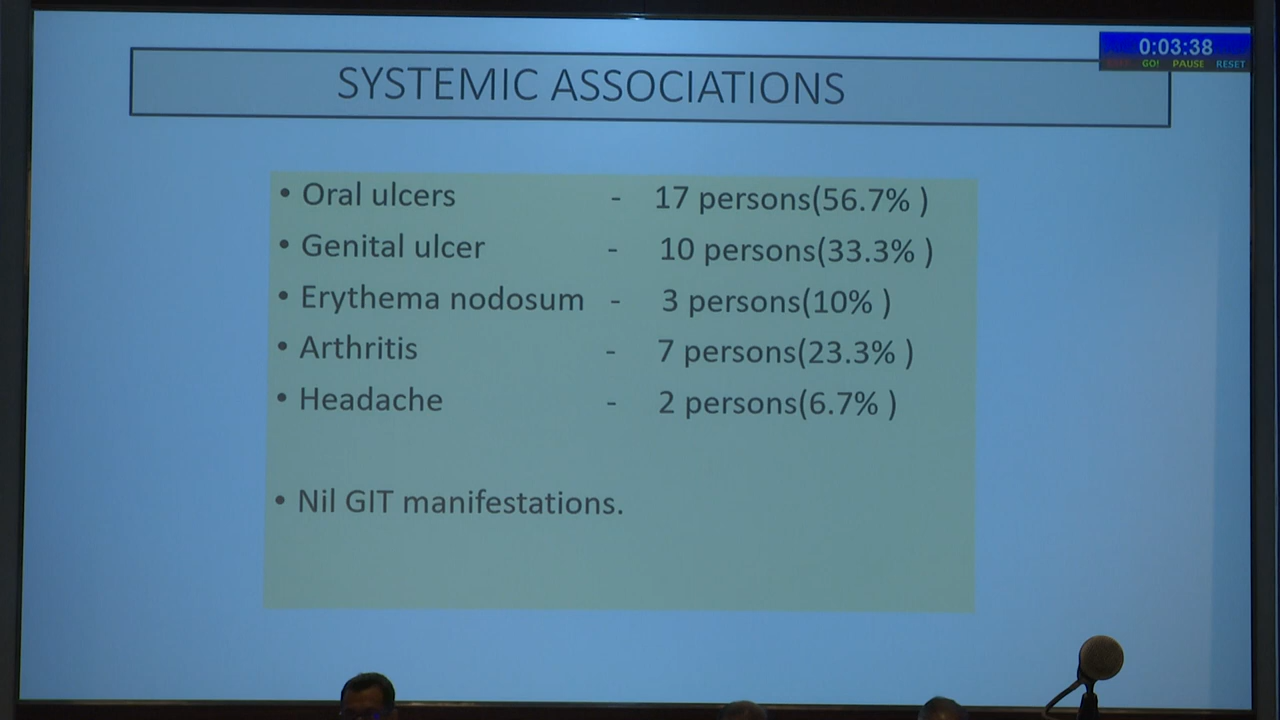 0:03:38
GO! PAUSE RESET
SYSTEMIC ASSOCIATIONS
• Oral ulcers - 17 persons(56.7% )
• Genital ulcer - 10 persons(33.3% )
• Erythema nodosum - 3 persons(10% )
• Arthritis - 7 persons(23.3% )
• Headache - 2 persons(6.7% )
• Nil GIT manifestations.